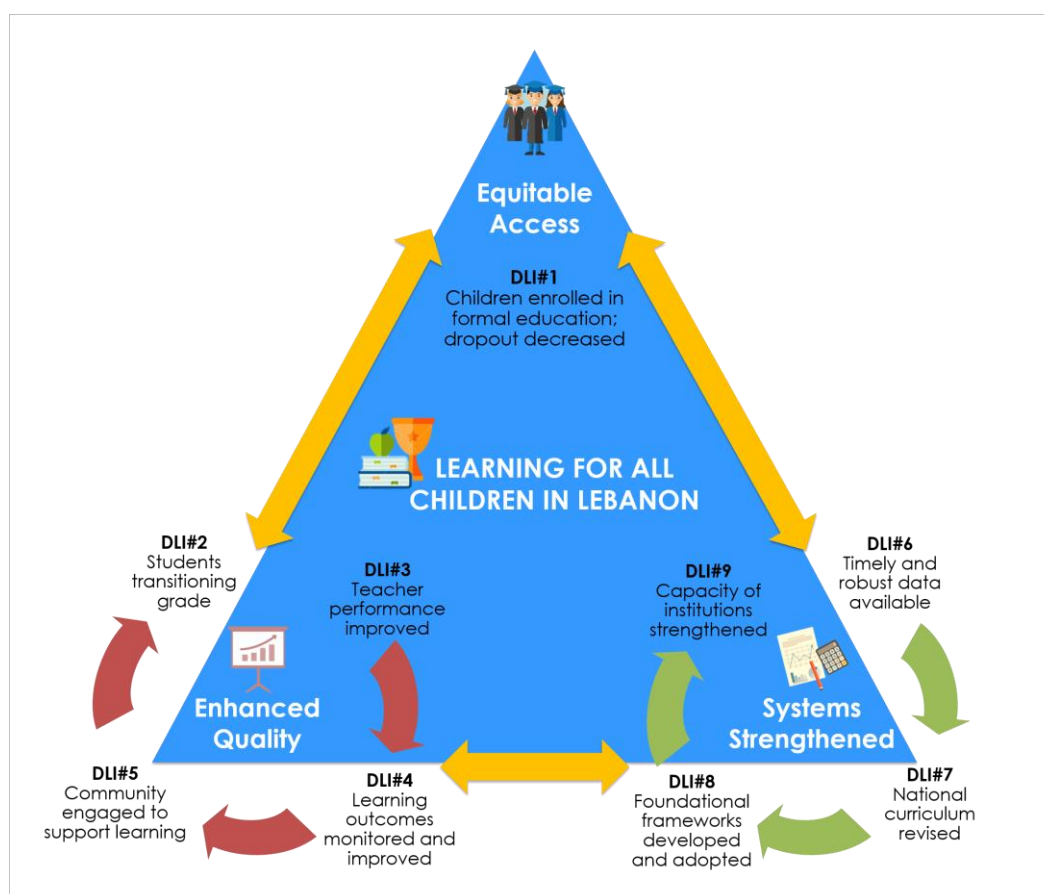 Equitable
Access
DLI#1
Children enrolled in
formal education;
dropout decreased
LEARNING FOR ALL
CHILDREN IN LEBANON
DLI#2
Students
transitioning
grade
DLI#3
Teacher
performance
improved
DLI#9
Capacity of
institutions
strengthened
DLI#6
Timely and
robust data
available
Enhanced
Quality
Systems
Strengthened
DLI#5
Community
engaged to
support learning
DLI#4
Learning
outcomes
monitored and
improved
DLI#8
Foundational
frameworks
developed
and adopted
DLI#7
National
curriculum
revised